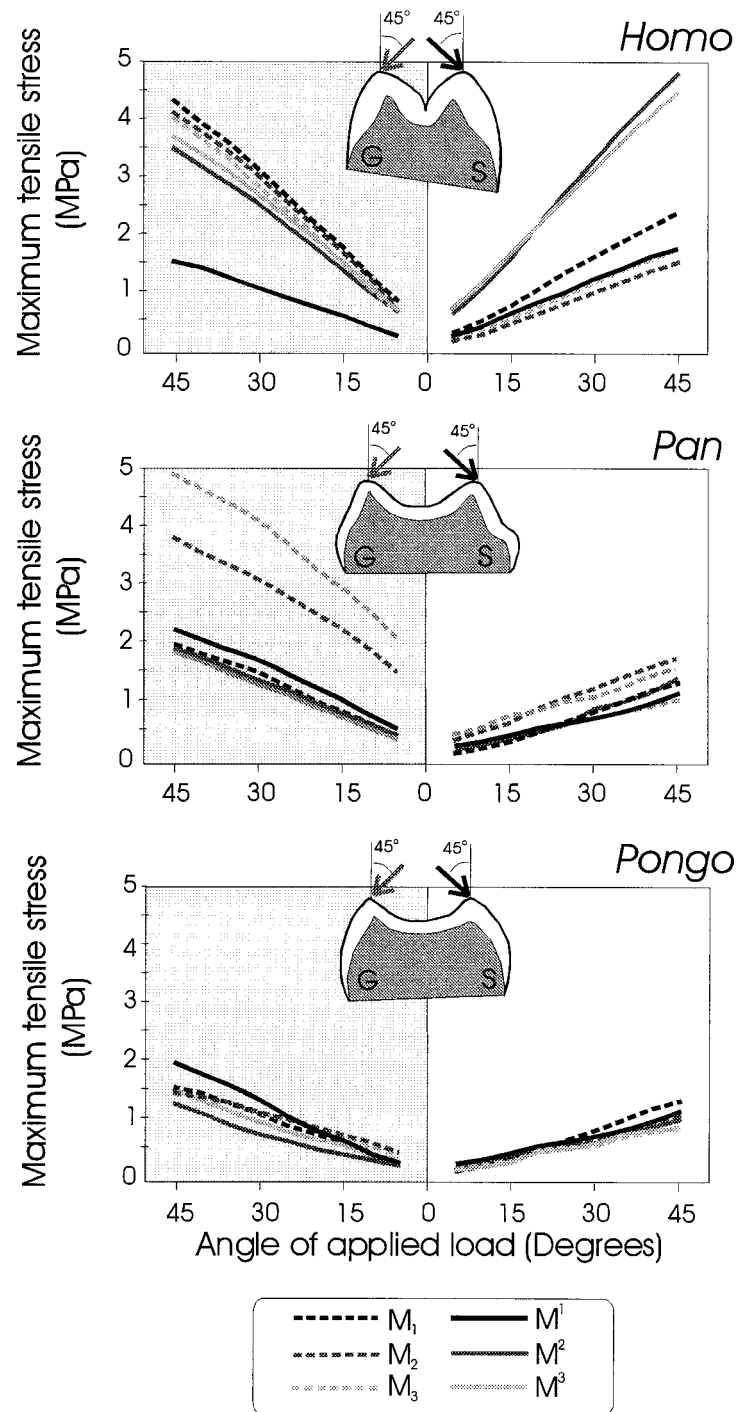 45° 45°
Homo
Maximum tensile stress
(MPa)
5
4
3
2
1
0
G S
45 30 15 0 15 30 45
45° 45°
Pan
Maximum tensile stress
(MPa)
5
4
3
2
1
0
G S
45 30 15 0 15 30 45
45° 45°
Pongo
Maximum tensile stress
(MPa)
5
4
3
2
1
0
G S
45 30 15 0 15 30 45
Angle of applied load (Degrees)
M₁ M¹
M₂ M²
M₃ M³